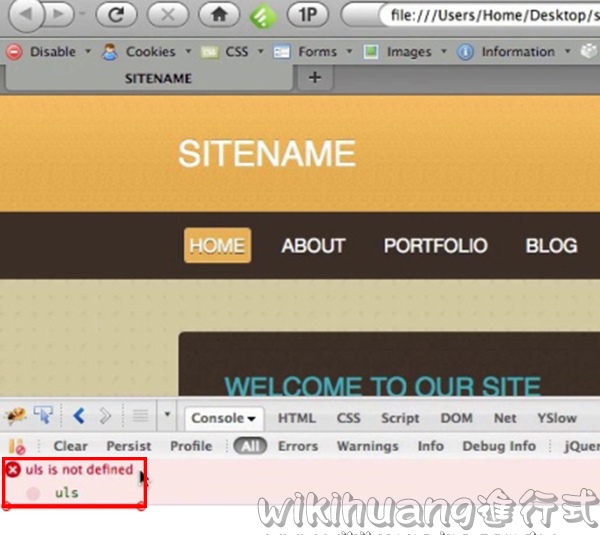 1P
file:///Users/Home/Desktop/s
Disable Cookies CSS Forms Images Information
SITENAME
SITENAME
HOME ABOUT PORTFOLIO BLOG
WELCOME TO OUR SITE
Console HTML CSS Script DOM Net YSlow
Clear Persist Profile All Errors Warnings Info Debug Info jQuer
uls is not defined
uls
wikihuang進行式